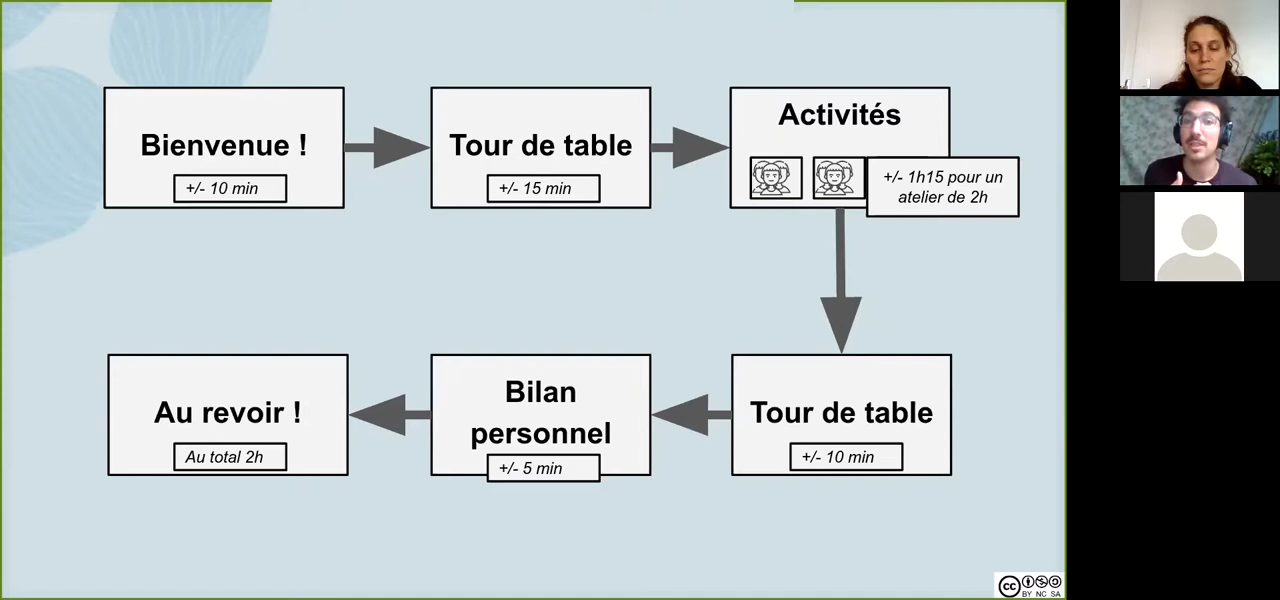 Bienvenue !
+/- 10 min
Tour de table
+/- 15 min
Activités
+/- 1h15 pour un
atelier de 2h
Tour de table
+/- 10 min
Bilan
personnel
+/- 5 min
Au revoir !
Au total 2h
cc
BY NC SA